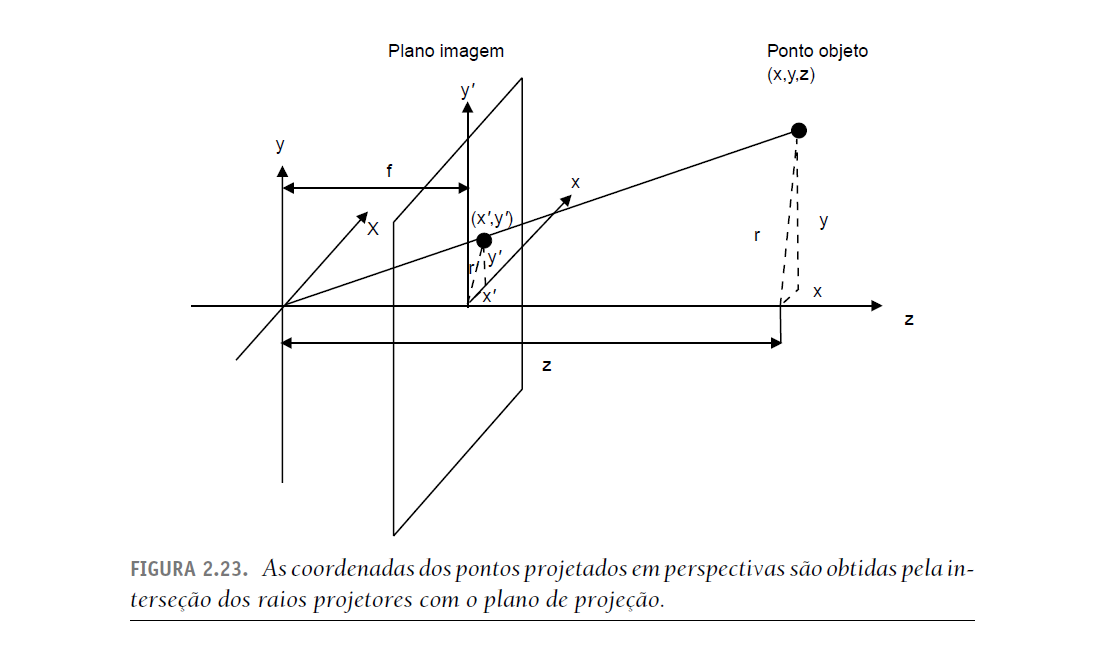 Plano imagem
Ponto objeto
(x,y,z)
y'
y
f
x
X
(x',y')
y
r
r'
y'
x'
x
z
z
FIGURA 2.23. As coordenadas dos pontos projetados em perspectivas são obtidas pela in-
terseção dos raios projetores com o plano de projeção.